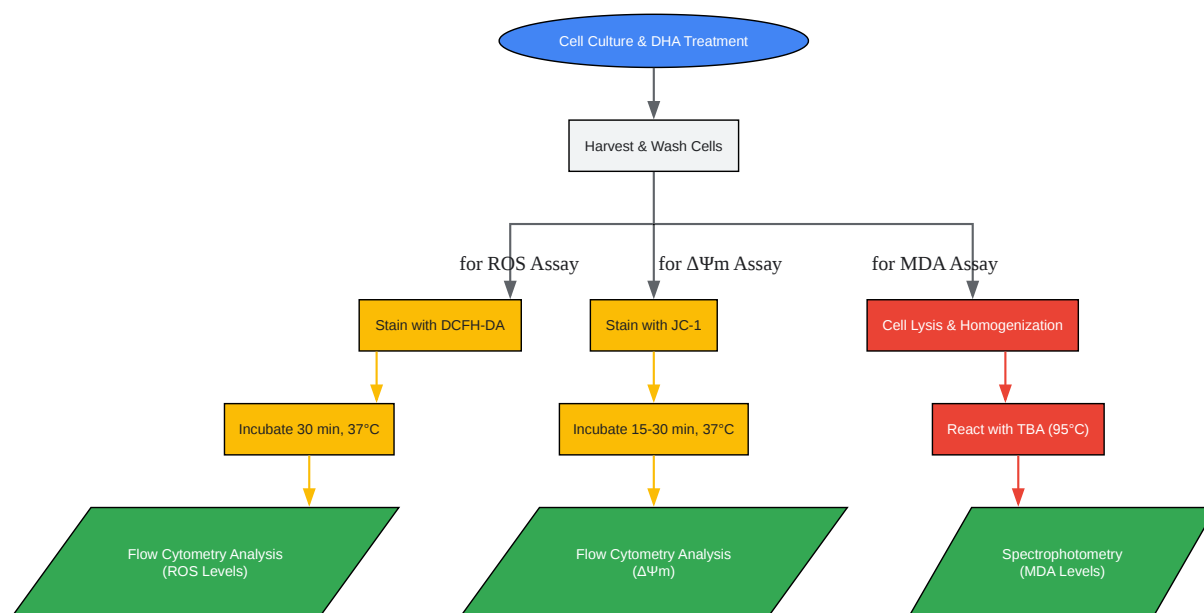 Cell Culture & DHA Treatment
Harvest & Wash Cells
for ROS Assay
for ΔΨm Assay
for MDA Assay
Stain with DCFH-DA
Stain with JC-1
Cell Lysis & Homogenization
Incubate 30 min, 37°C
Incubate 15-30 min, 37°C
React with TBA (95°C)
Flow Cytometry Analysis
(ROS Levels)
Flow Cytometry Analysis
(ΔΨm)
Spectrophotometry
(MDA Levels)